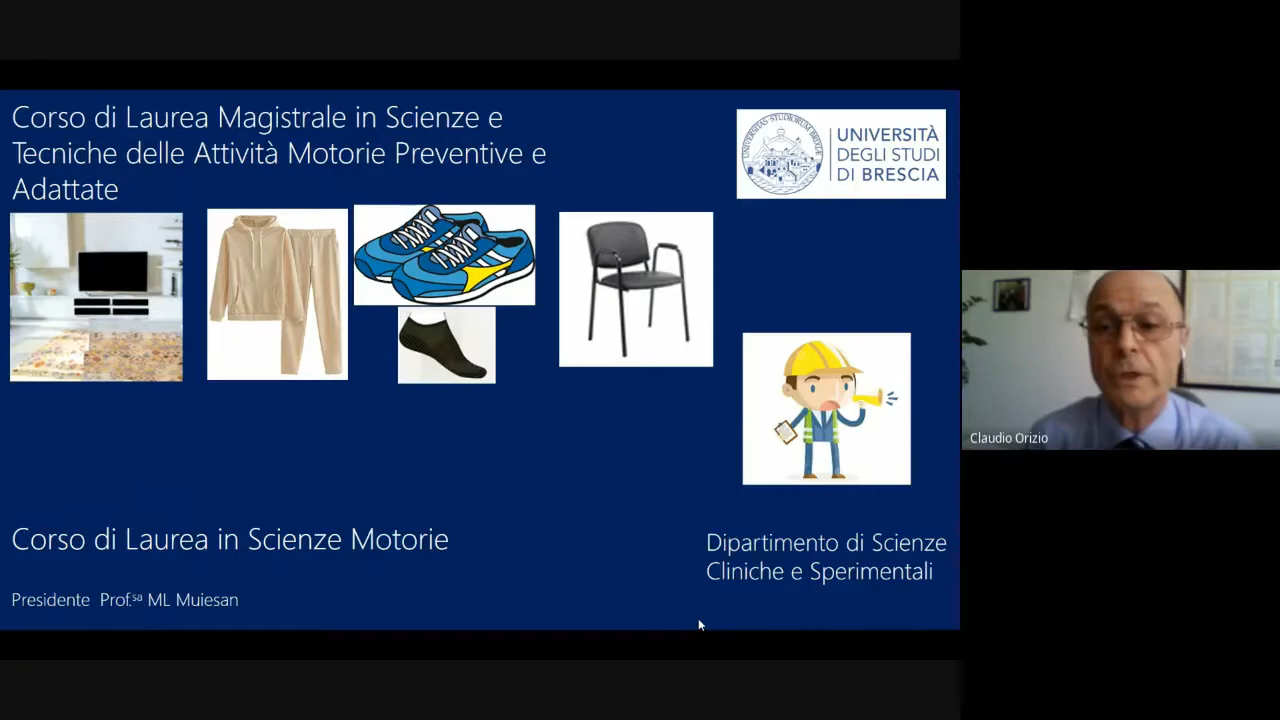 Corso di Laurea Magistrale in Scienze e
Tecniche delle Attività Motorie Preventive e
Adattate
UNIVERSITÀ
DEGLI STUDI
DI BRESCIA
Claudio Orizio
Corso di Laurea in Scienze Motorie
Dipartimento di Scienze
Cliniche e Sperimentali
Presidente Prof.sa ML Muiesan